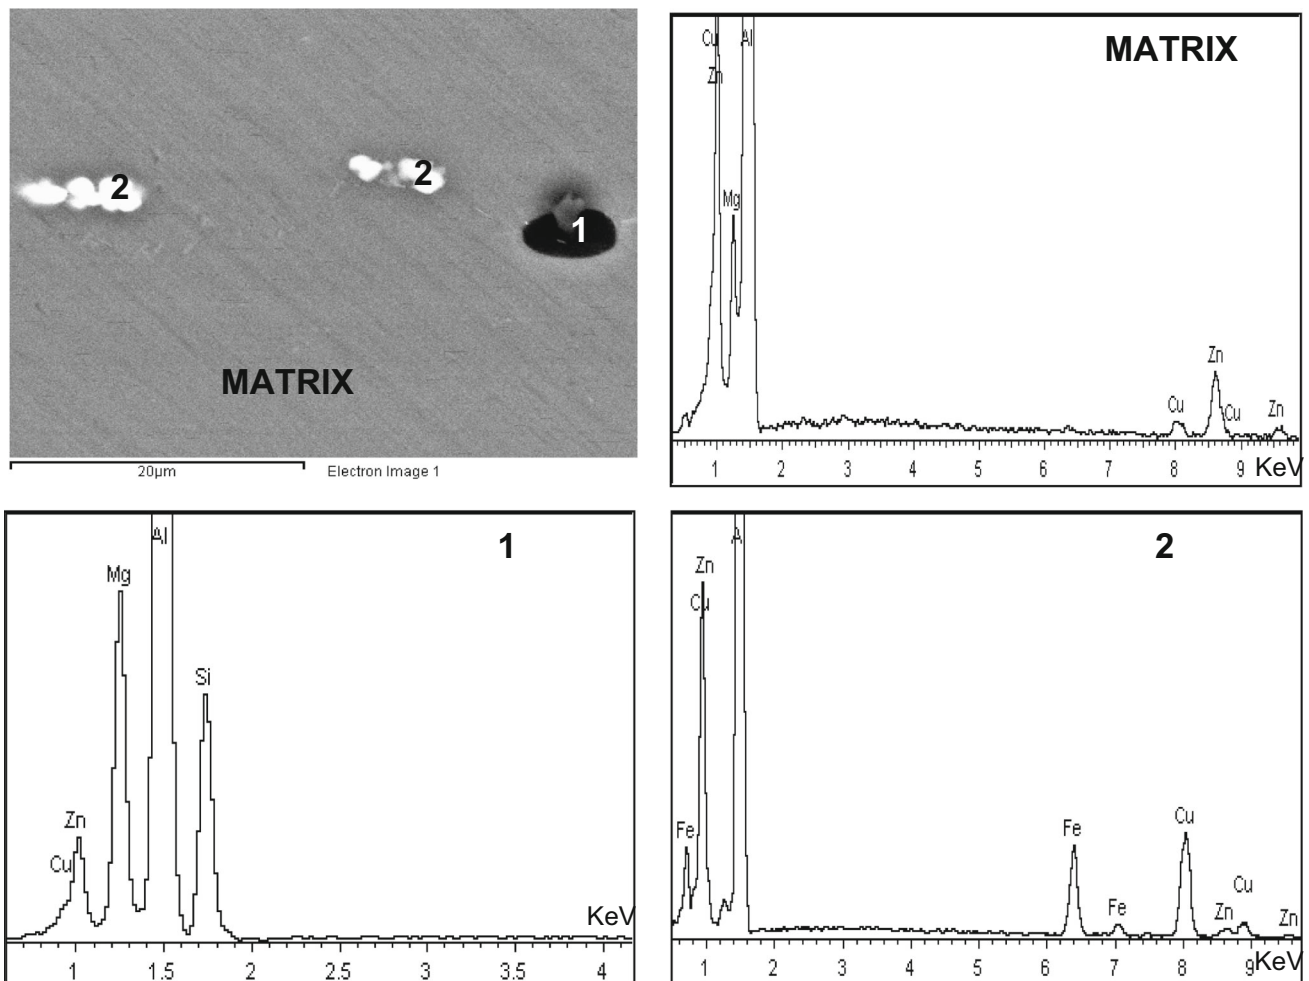 2
2
1
MATRIX
20µm Electron Image 1
MATRIX
Cu Al
Zn
Mg
Zn
Cu Cu Zn
1 2 3 4 5 6 7 8 9 KeV
1
Al
Mg
Si
Zn
Cu
KeV
1 1.5 2 2.5 3 3.5 4
2
A
Zn
Cu
Fe Fe Cu
Cu
Fe Zn Zn
1 2 3 4 5 6 7 8 9 KeV